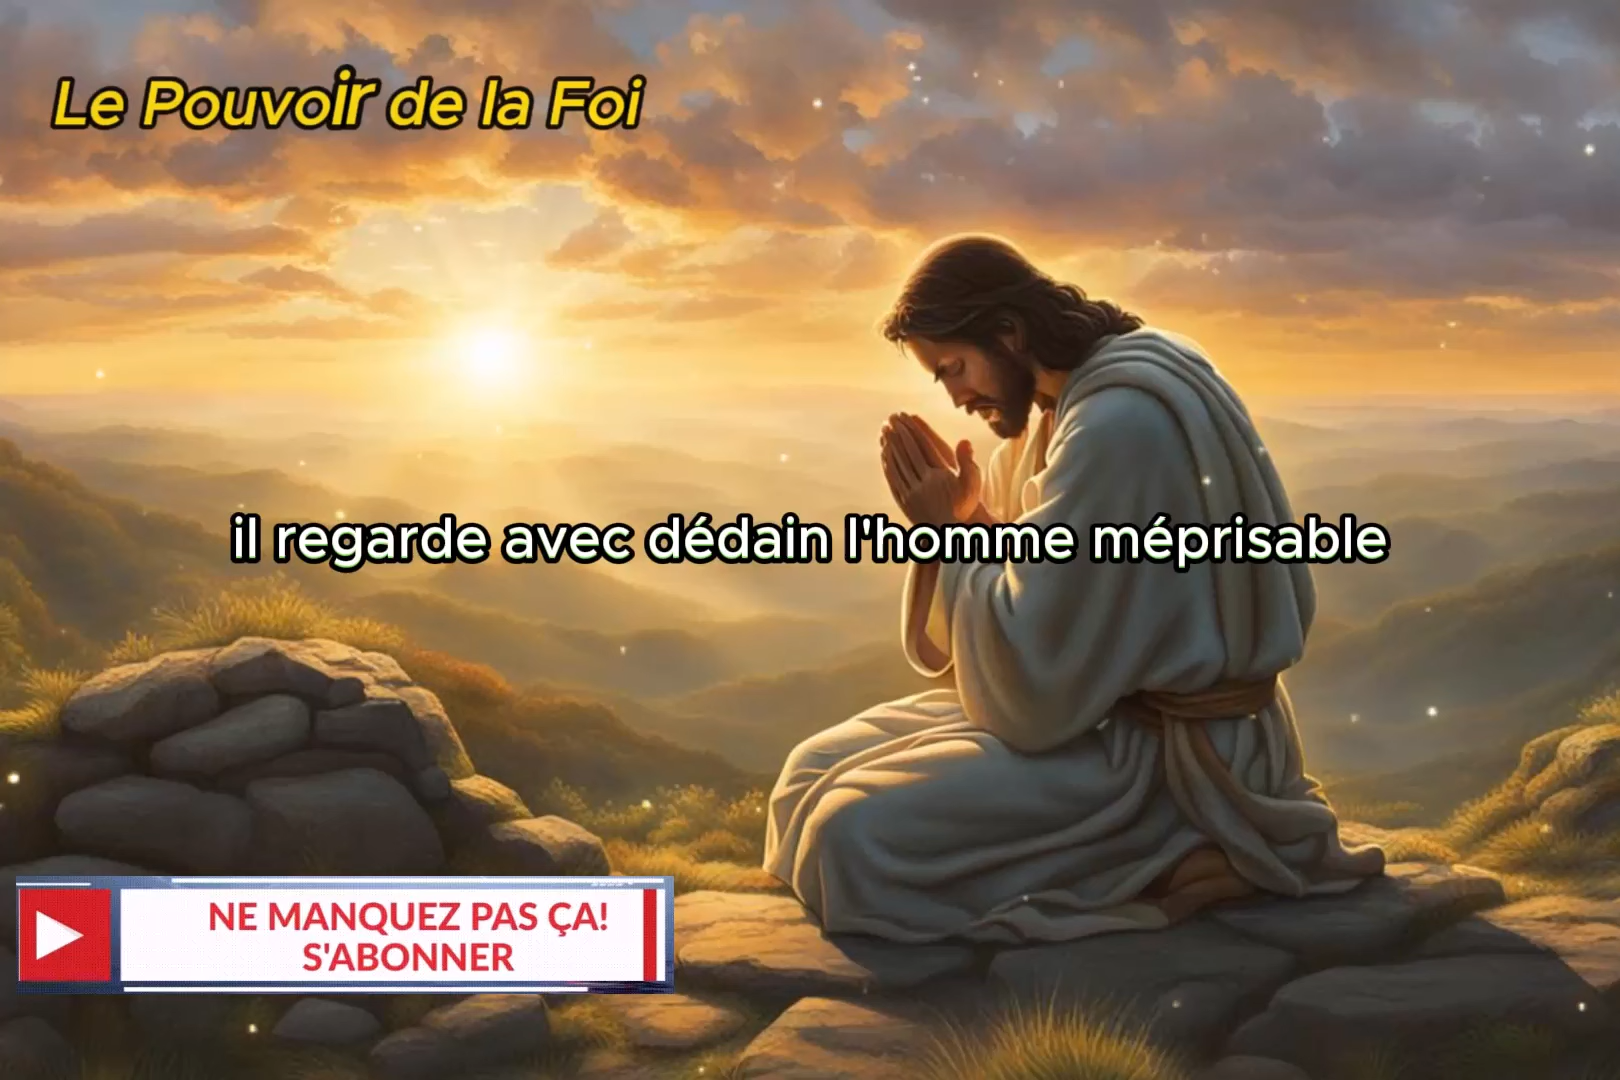 Le Pouvoir de la Foi
il regarde avec dédain l'homme méprisable
NE MANQUEZ PAS ÇA!
S'ABONNER